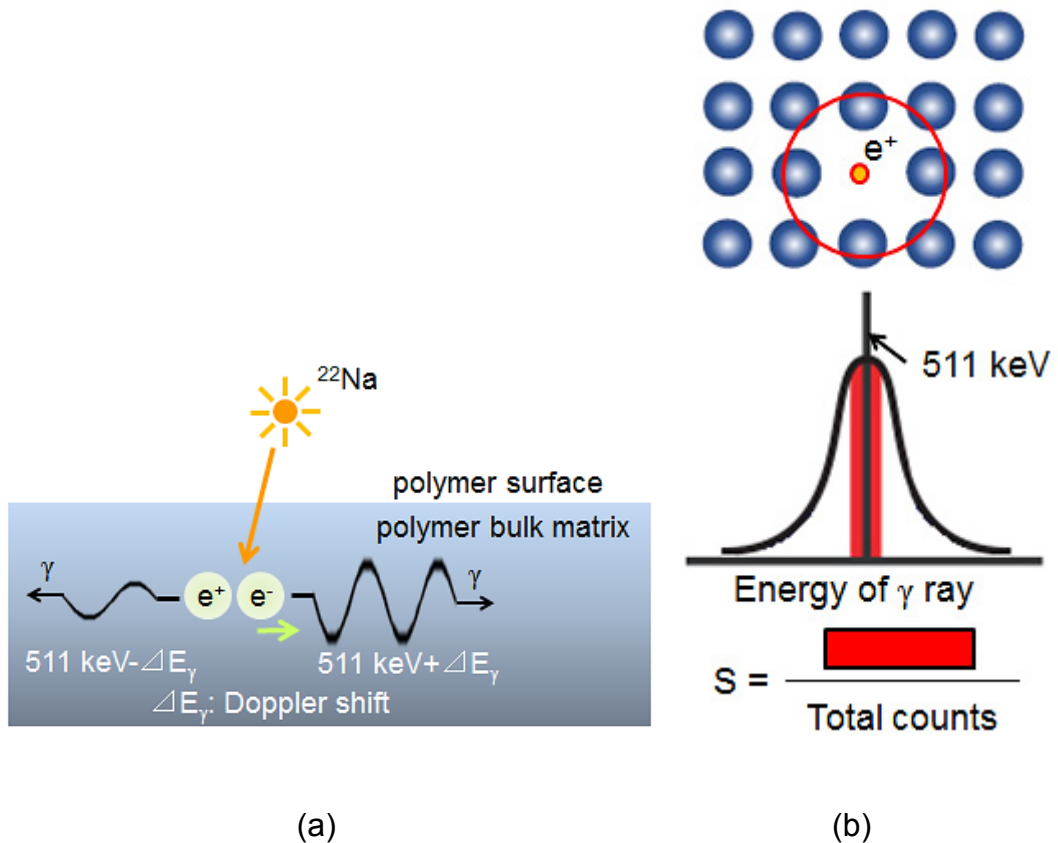 ²²Na
polymer surface
polymer bulk matrix
γ
e⁺
e⁻
γ
511 keV-⊿Eᵧ
511 keV+⊿Eᵧ
⊿Eᵧ: Doppler shift
(a)
e⁺
511 keV
Energy of γ ray
S =
Total counts
(b)